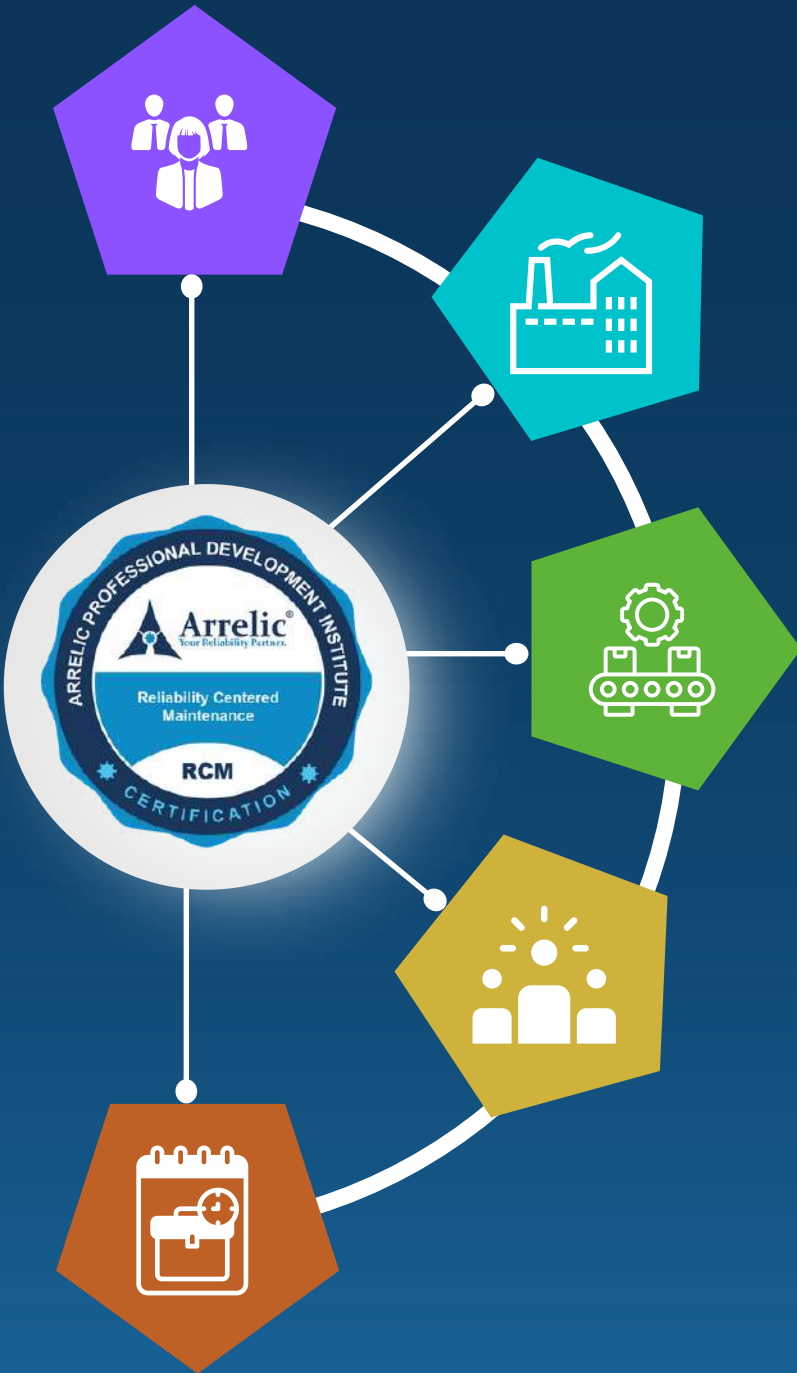 ARRELIC PROFESSIONAL DEVELOPMENT INSTITUTE
Arrelic®
Your Reliability Partner.
Reliability Centered
Maintenance
RCM
CERTIFICATION